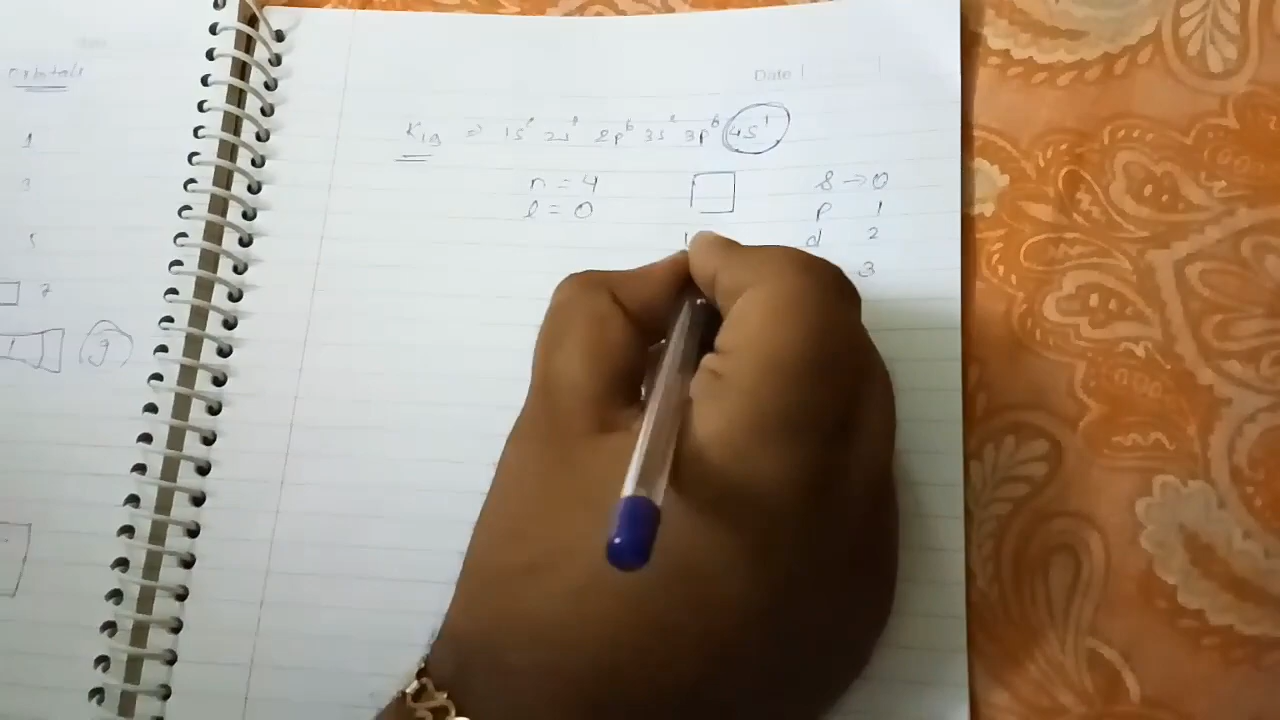 orbitals
1
3
5
7
9
Date
K19 ⇒ 1s² 2s² 2p⁶ 3s² 3p⁶ 4s¹
n = 4
l = 0
s → 0
p 1
d 2
3